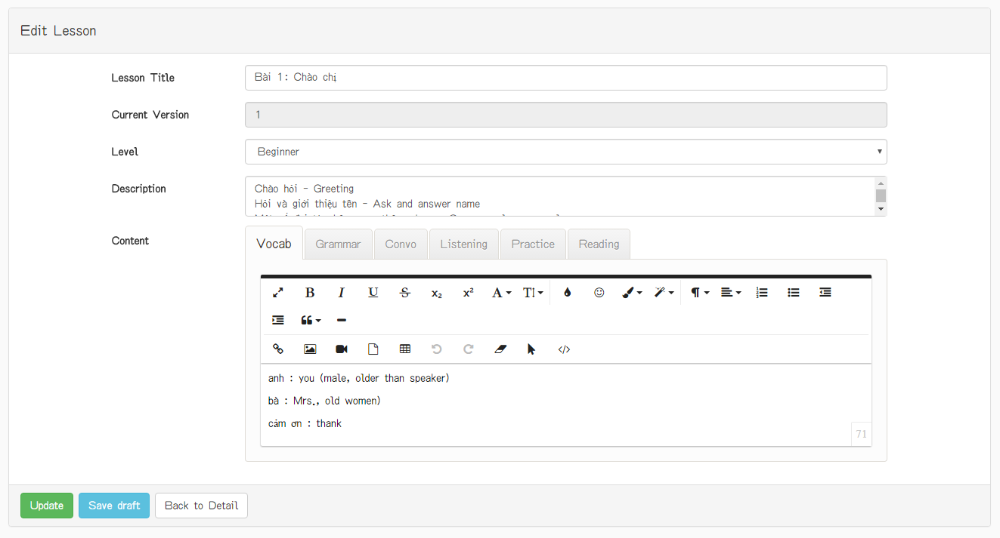 Edit Lesson
Lesson Title
Bài 1: Chào chị
Current Version
1
Level
Beginner
Description
Chào hỏi - Greeting
Hỏi và giới thiệu tên - Ask and answer name
Content
Vocab Grammar Convo Listening Practice Reading
anh : you (male, older than speaker)
bà : Mrs., old women)
cảm ơn : thank
71
Update Save draft Back to Detail